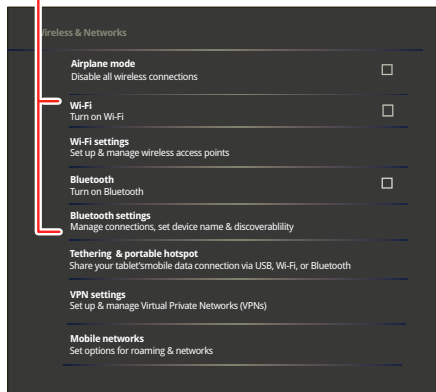 Wireless & Networks
Airplane mode
Disable all wireless connections
Wi-Fi
Turn on Wi-Fi
Wi-Fi settings
Set up & manage wireless access points
Bluetooth
Turn on Bluetooth
Bluetooth settings
Manage connections, set device name & discoverablility
Tethering & portable hotspot
Share your tablet'smobile data connection via USB, Wi-Fi, or Bluetooth
VPN settings
Set up & manage Virtual Private Networks (VPNs)
Mobile networks
Set options for roaming & networks